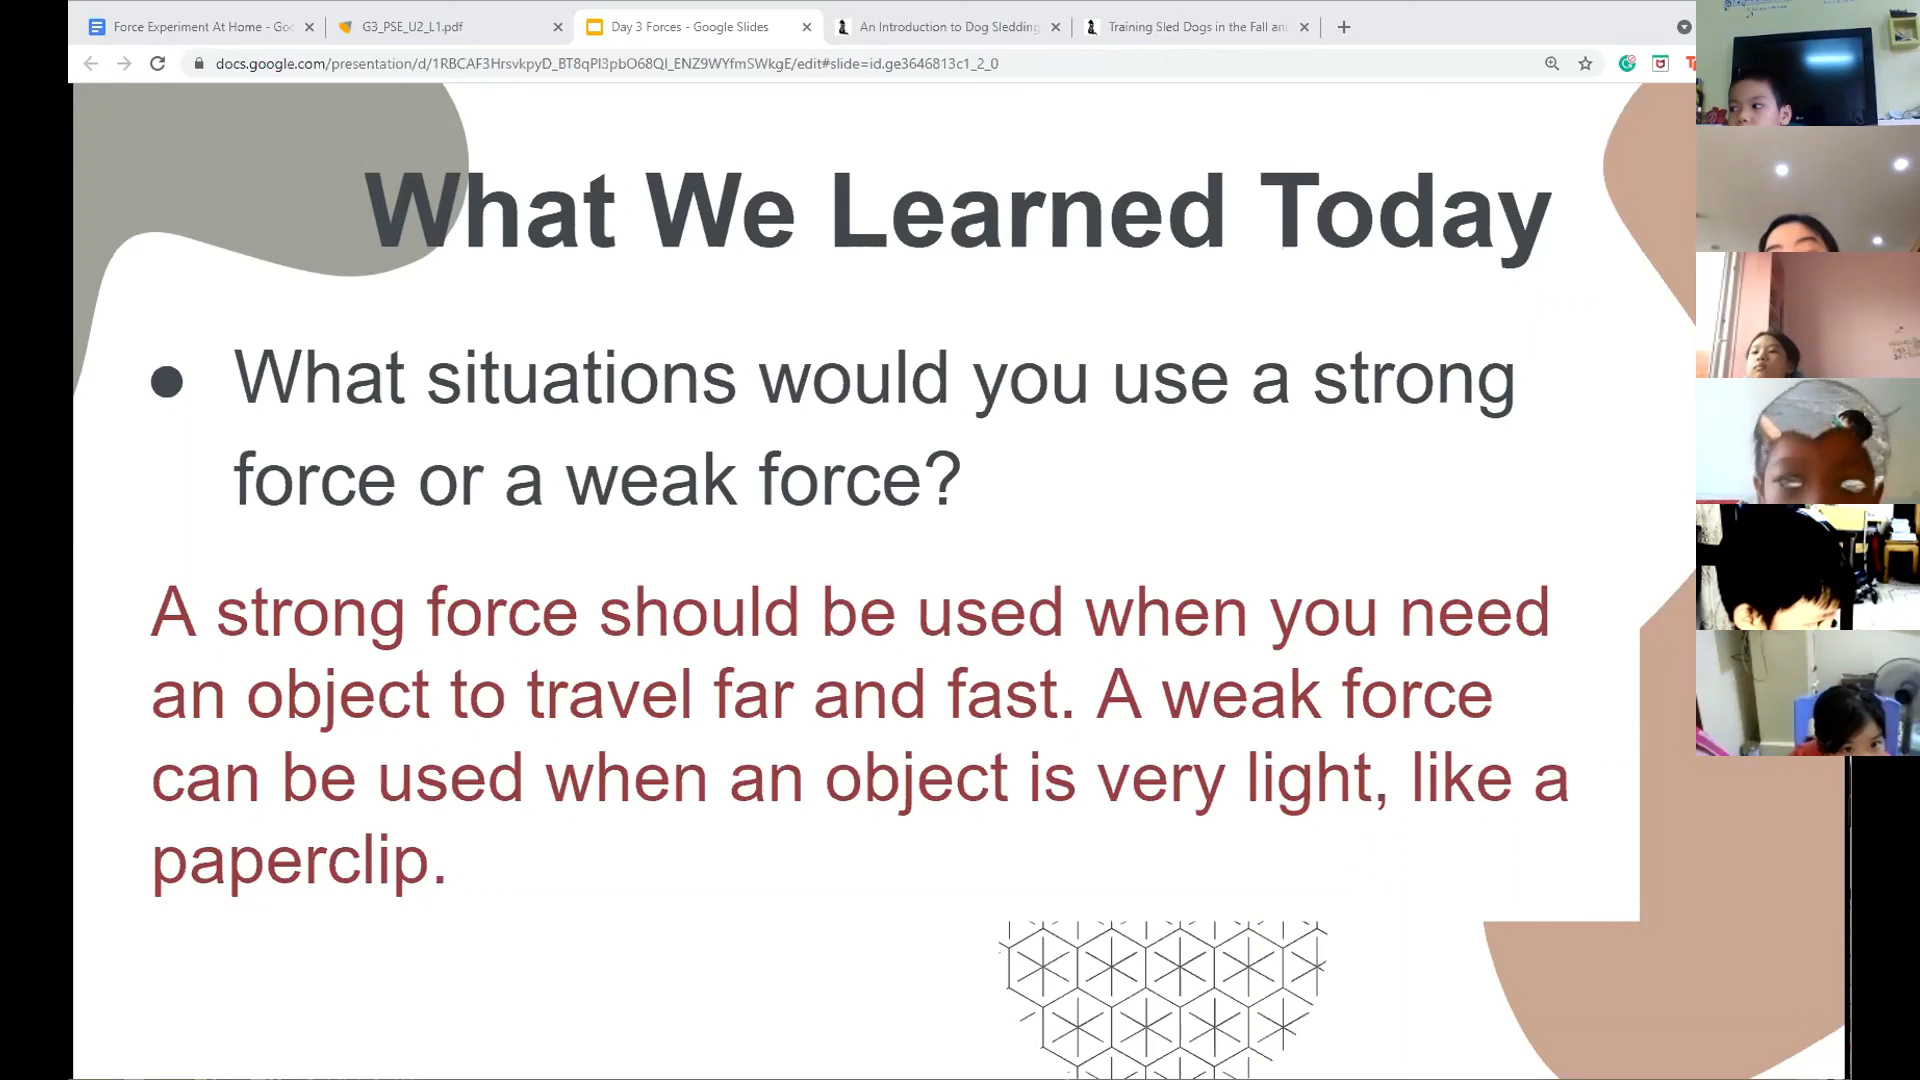 Force Experiment At Home - Goo
G3_PSE_U2_L1.pdf
Day 3 Forces - Google Slides
An Introduction to Dog Sledding
Training Sled Dogs in the Fall an
docs.google.com/presentation/d/1RBCAF3HrsvkpyD_BT8qPl3pbO68QI_ENZ9WYfmSWkgE/edit#slide=id.ge3646813c1_2_0
What We Learned Today
● What situations would you use a strong
force or a weak force?
A strong force should be used when you need
an object to travel far and fast. A weak force
can be used when an object is very light, like a
paperclip.